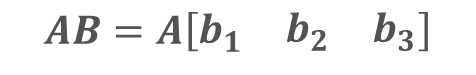 AB = A[b₁ b₂ b₃]